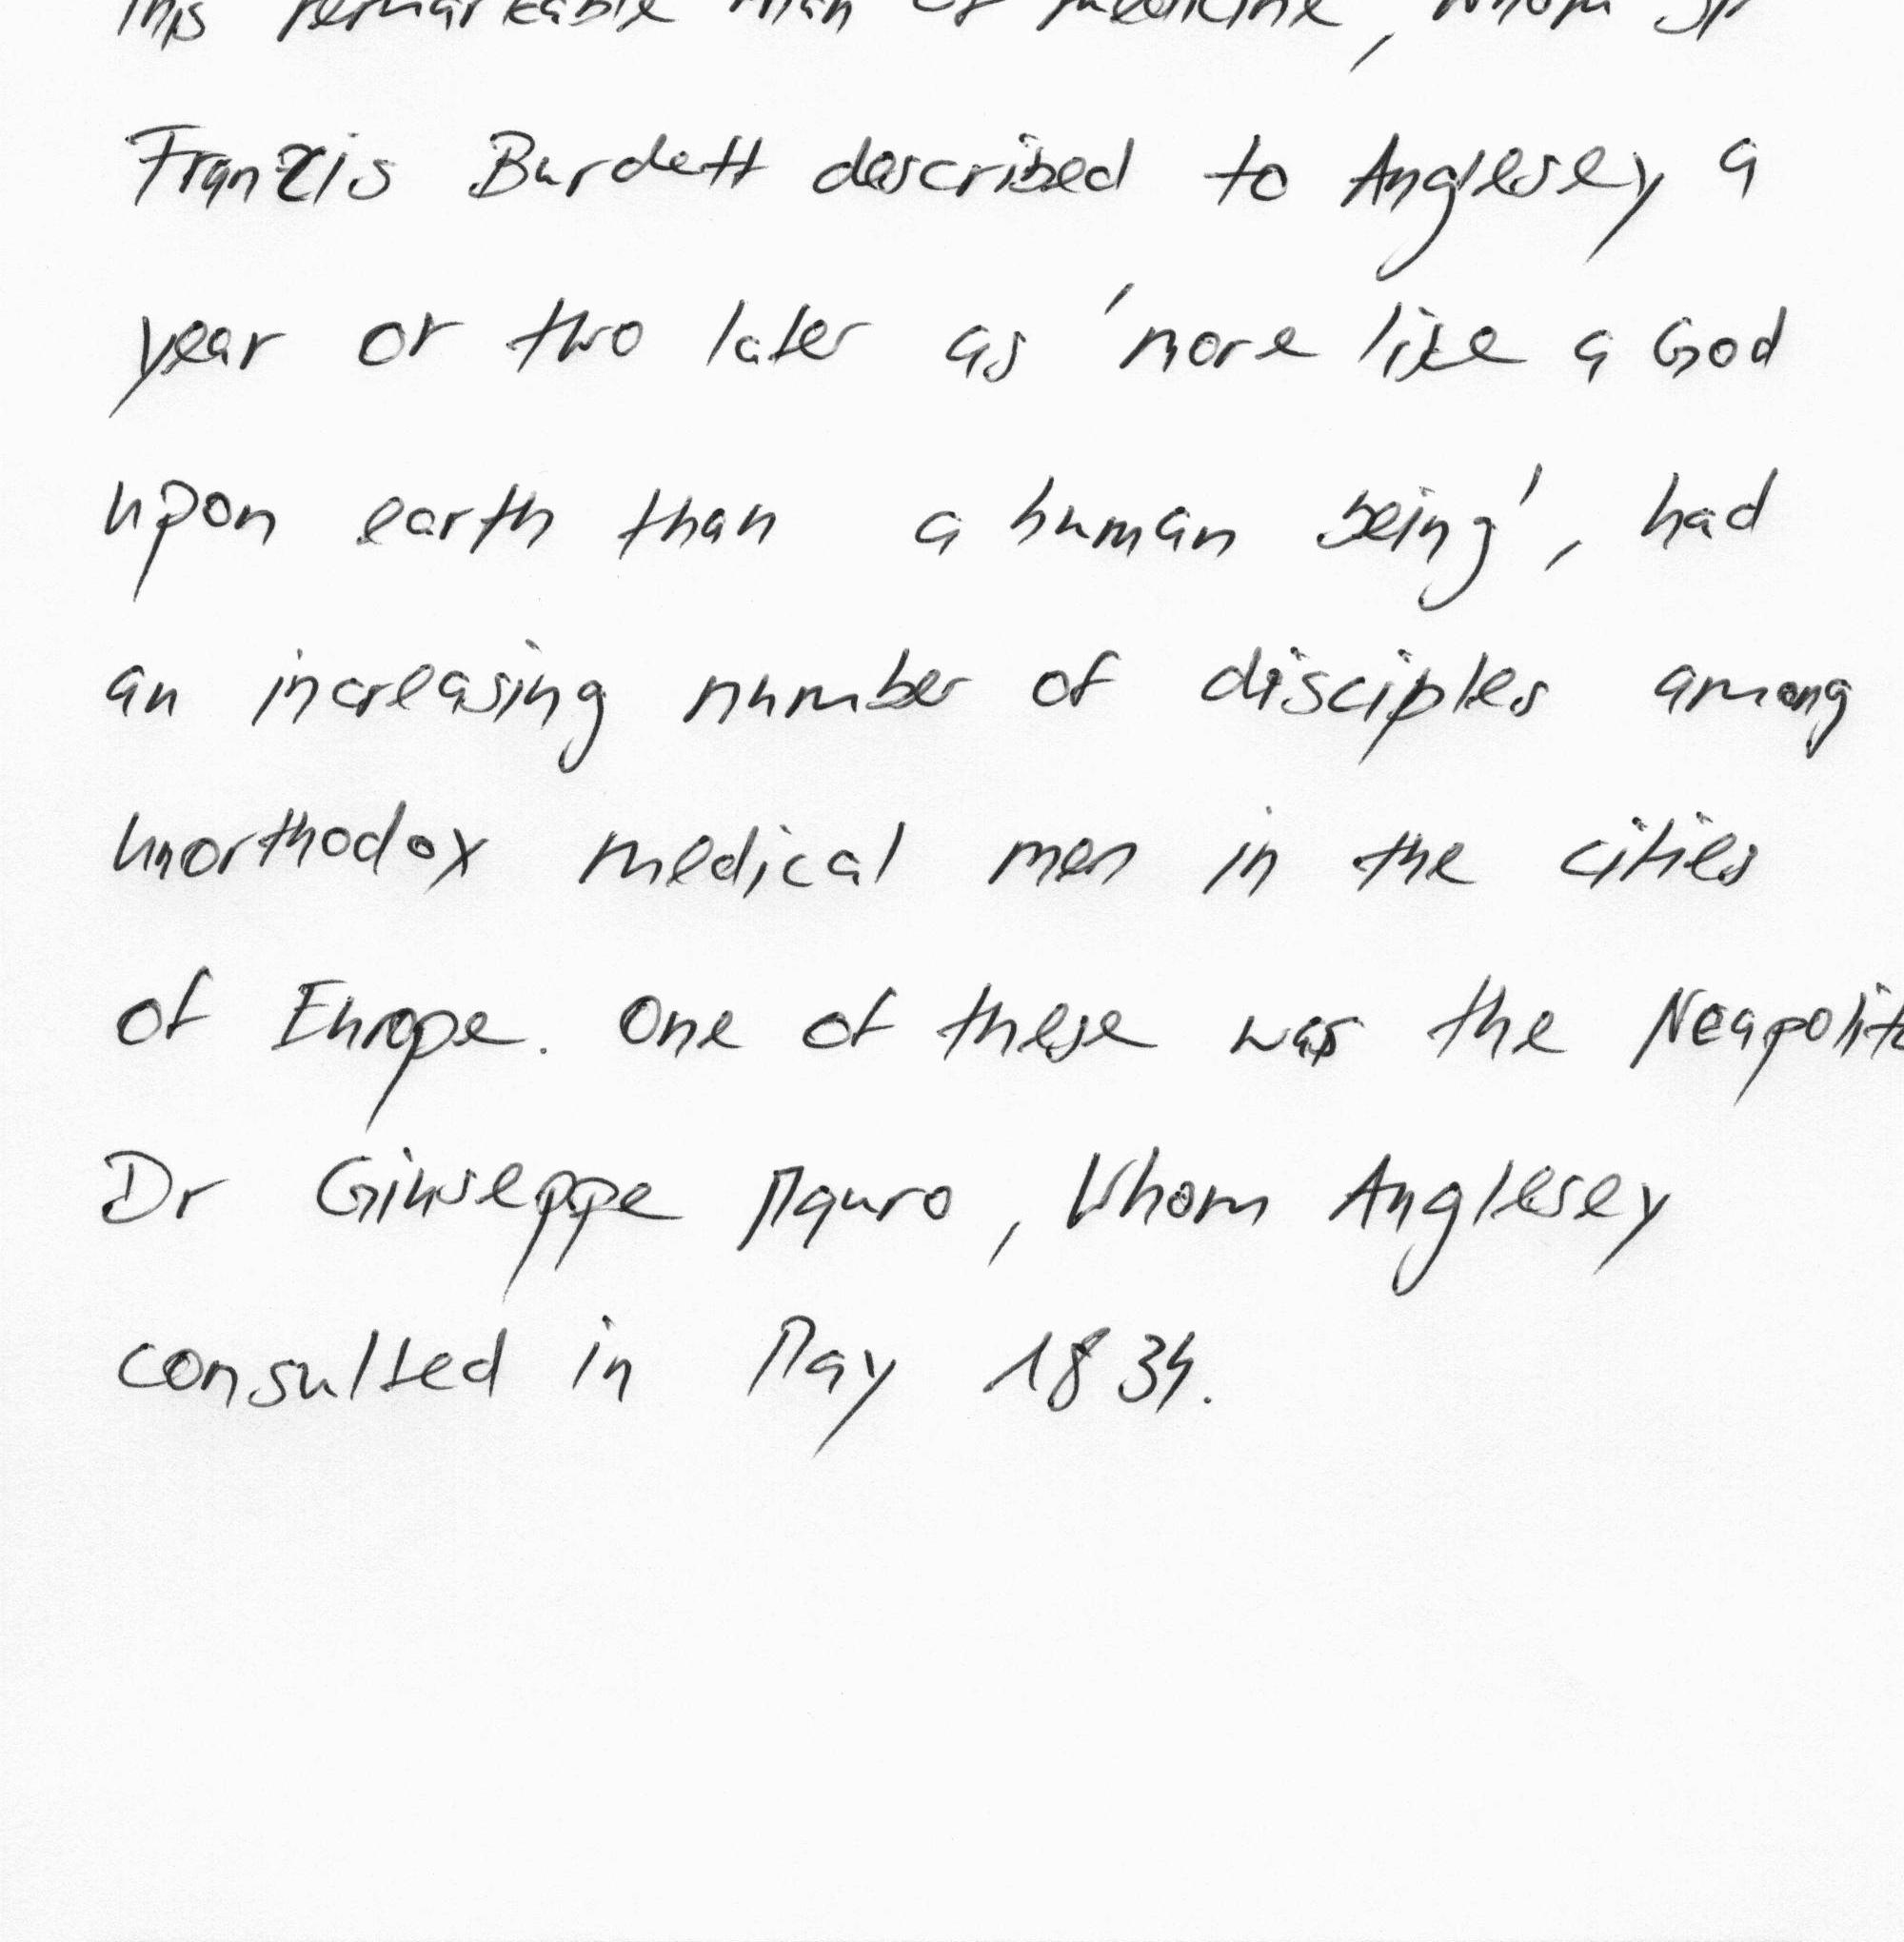 This remarkable man of medicine, whom Sir
Francis Burdett described to Anglesey a
year or two later as 'more like a God
upon earth than a human being', had
an increasing number of disciples among
unorthodox medical men in the cities
of Europe. One of these was the Neapolita
Dr Giuseppe Mauro, whom Anglesey
consulted in May 1834.